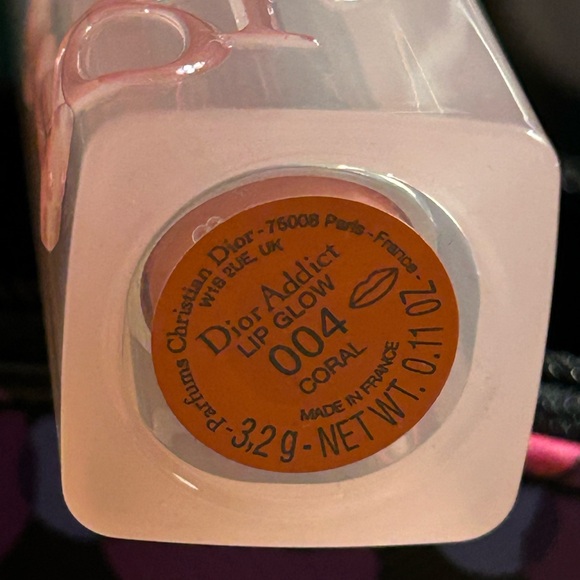 Parfums Christian Dior - 75008 Paris - France -
W1S 2UE. UK
Dior Addict
LIP GLOW
004
CORAL
MADE IN FRANCE
3,2 g - NET WT. 0.11 OZ